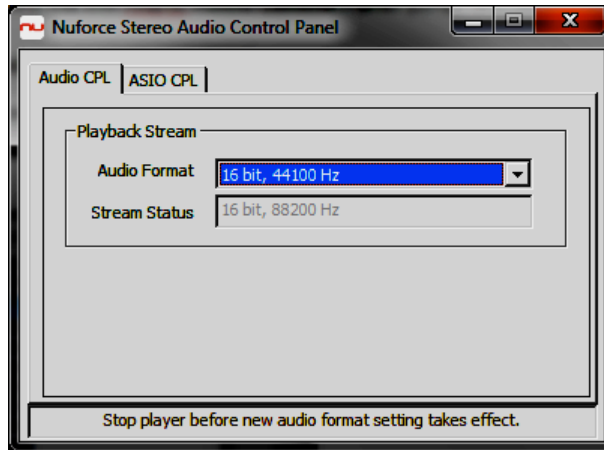 Nuforce Stereo Audio Control Panel
Audio CPL ASIO CPL
Playback Stream
Audio Format 16 bit, 44100 Hz
Stream Status 16 bit, 88200 Hz
Stop player before new audio format setting takes effect.